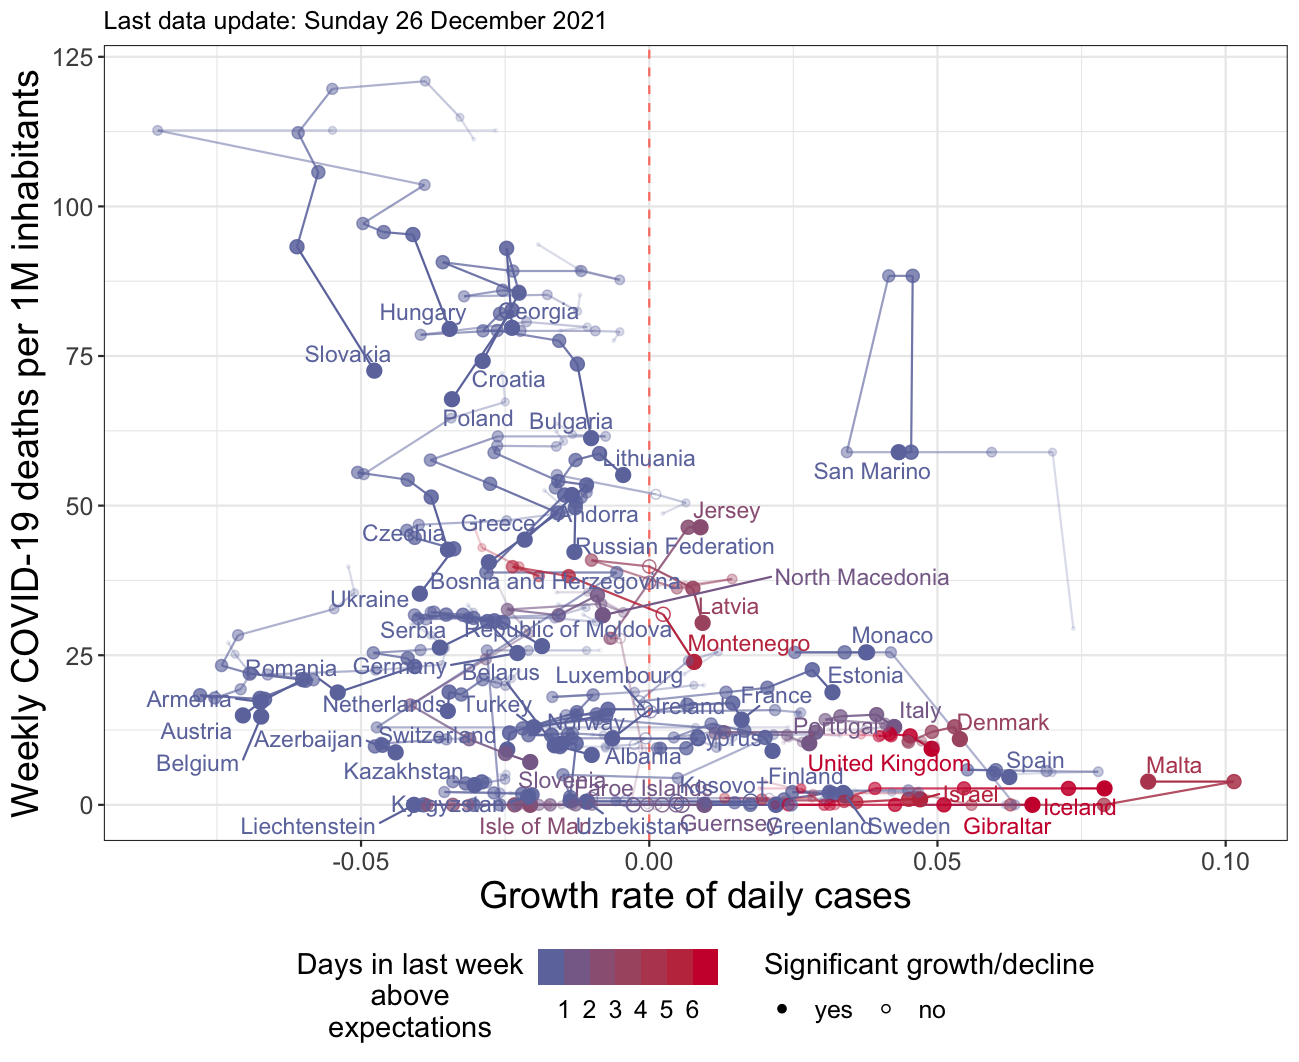 Last data update: Sunday 26 December 2021
Weekly COVID-19 deaths per 1M inhabitants
125
100
75
50
25
0
Hungary
Georgia
Slovakia
Croatia
Poland
Bulgaria
Lithuania
San Marino
Jersey
Czechia
Greece
Andorra
Russian Federation
Bosnia and Herzegovina
North Macedonia
Ukraine
Latvia
Serbia
Republic of Moldova
Montenegro
Monaco
Romania
Germany
Belarus
Luxembourg
Estonia
Armenia
Netherlands
Turkey
Ireland
France
Italy
Austria
Azerbaijan
Switzerland
Norway
Cyprus
Portugal
Denmark
Belgium
Albania
United Kingdom
Spain
Malta
Kazakhstan
Slovenia
Faroe Islands
Kosovo
Finland
Israel
Kyrgyzstan
Iceland
Liechtenstein
Isle of Man
Uzbekistan
Guernsey
Greenland
Sweden
Gibraltar
-0.05
0.00
0.05
0.10
Growth rate of daily cases
Days in last week
above
expectations
1 2 3 4 5 6
Significant growth/decline
yes
no